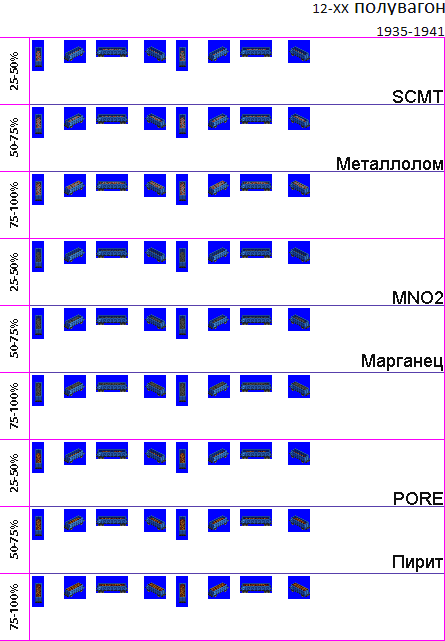 12-XX полувагон
1935-1941
25-50%
SCMT
50-75%
Металлолом
75-100%
25-50%
MNO2
50-75%
Марганец
75-100%
25-50%
PORE
50-75%
Пирит
75-100%